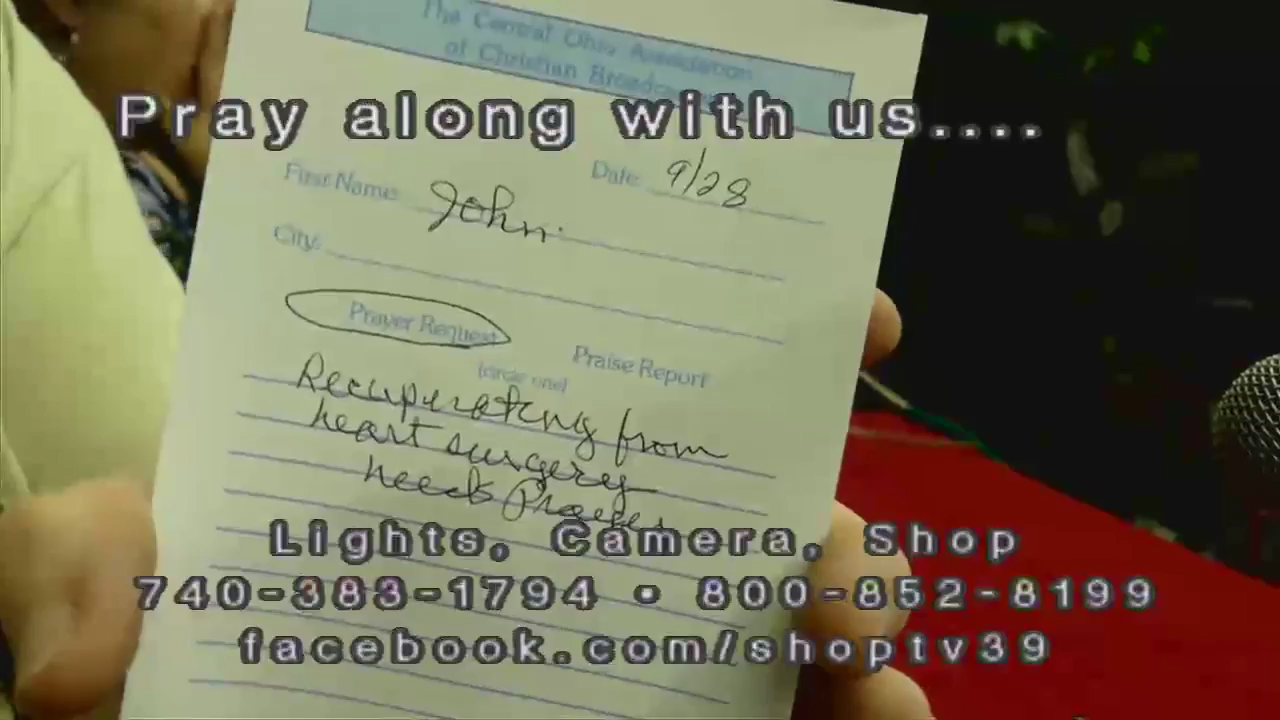 The Central Ohio Association
of Christian Broadcasters
Pray along with us....
Date: 9/28
First Name: John
City:
Prayer Request
Praise Report
(circle one)
Recuperating from
heart surgery
needs Prayer
Lights, Camera, Shop
740-383-1794 • 800-852-8199
facebook.com/shoptv39